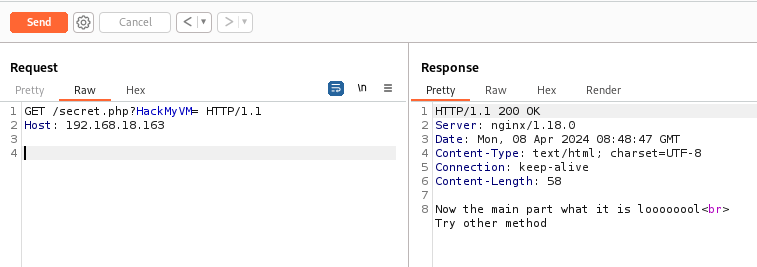 Send Cancel < ▼ > ▼
Request
Pretty Raw Hex \n ≡
1 GET /secret.php?HackMyVM= HTTP/1.1
2 Host: 192.168.18.163
3
4
Response
Pretty Raw Hex Render
1 HTTP/1.1 200 OK
2 Server: nginx/1.18.0
3 Date: Mon, 08 Apr 2024 08:48:47 GMT
4 Content-Type: text/html; charset=UTF-8
5 Connection: keep-alive
6 Content-Length: 58
7
8 Now the main part what it is loooooool<br>
Try other method